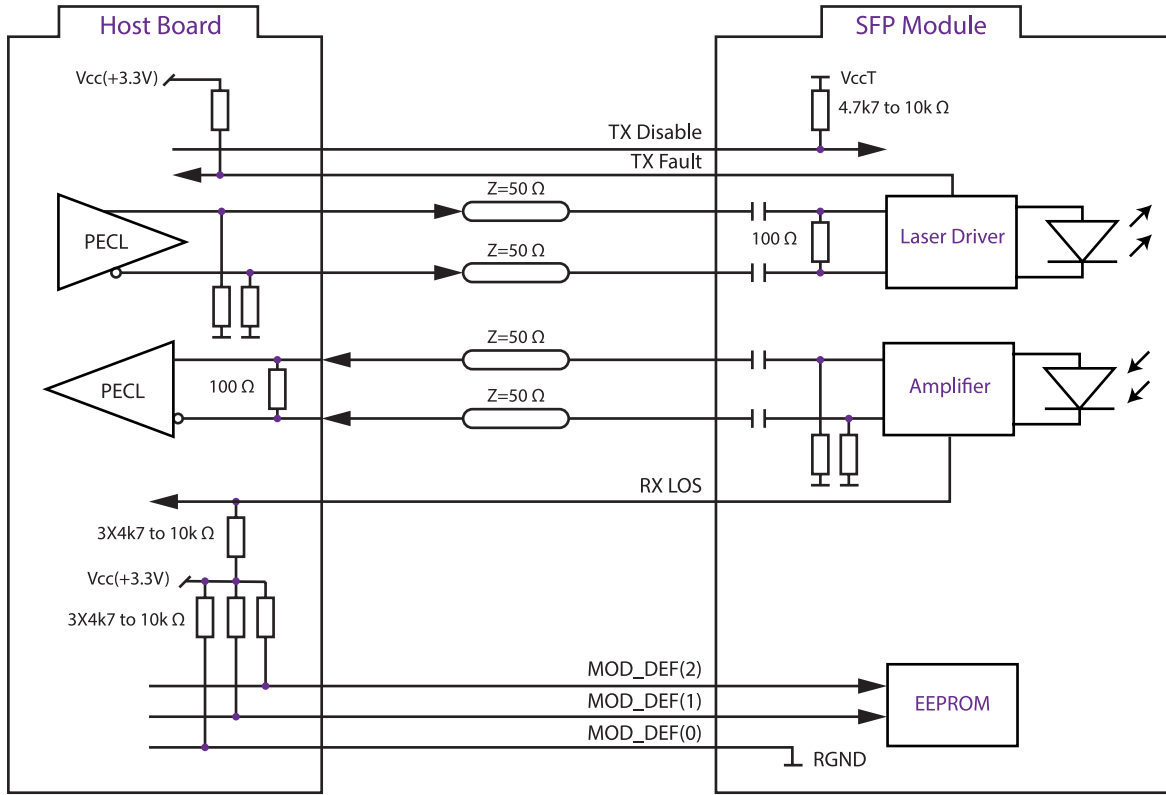 Host Board
SFP Module
Vcc(+3.3V)
VccT
4.7k7 to 10k Ω
TX Disable
TX Fault
Z=50 Ω
PECL
100 Ω
Laser Driver
Z=50 Ω
Z=50 Ω
100 Ω
PECL
Amplifier
Z=50 Ω
RX LOS
3X4k7 to 10k Ω
Vcc(+3.3V)
3X4k7 to 10k Ω
MOD_DEF(2)
MOD_DEF(1)
EEPROM
MOD_DEF(0)
RGND